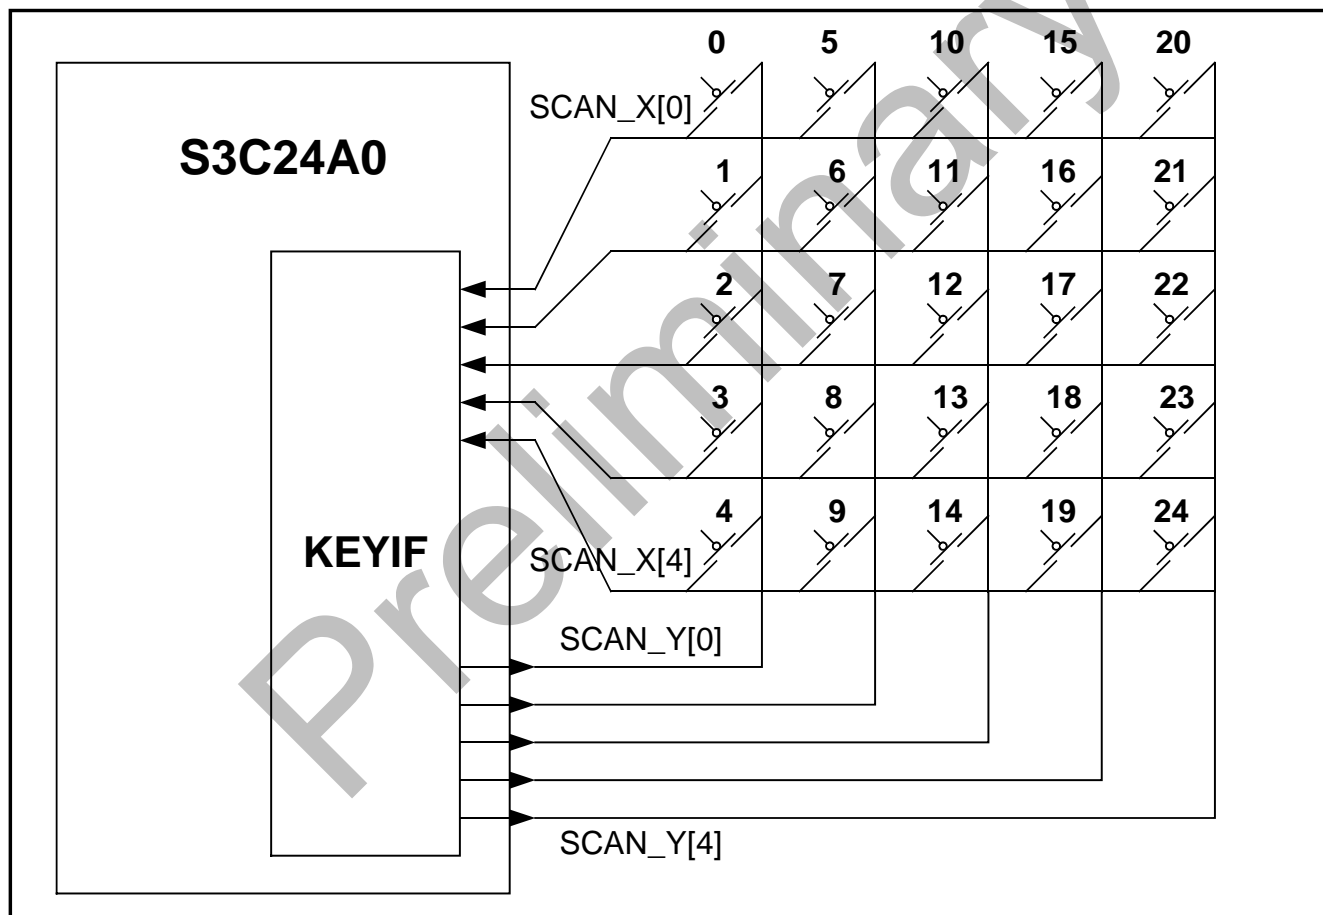 0 5 10 15 20
SCAN_X[0]
S3C24A0
1 6 11 16 21
2 7 12 17 22
3 8 13 18 23
4 9 14 19 24
KEYIF
SCAN_X[4]
SCAN_Y[0]
SCAN_Y[4]
Preliminary